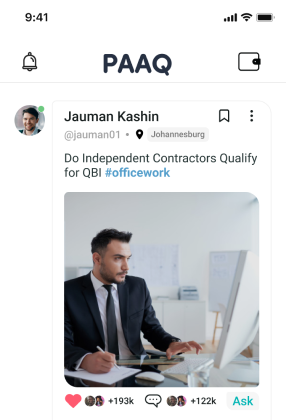 9:41
PAAQ
Jauman Kashin
@jauman01 • Johannesburg
Do Independent Contractors Qualify
for QBI #officework
+193k +122k Ask